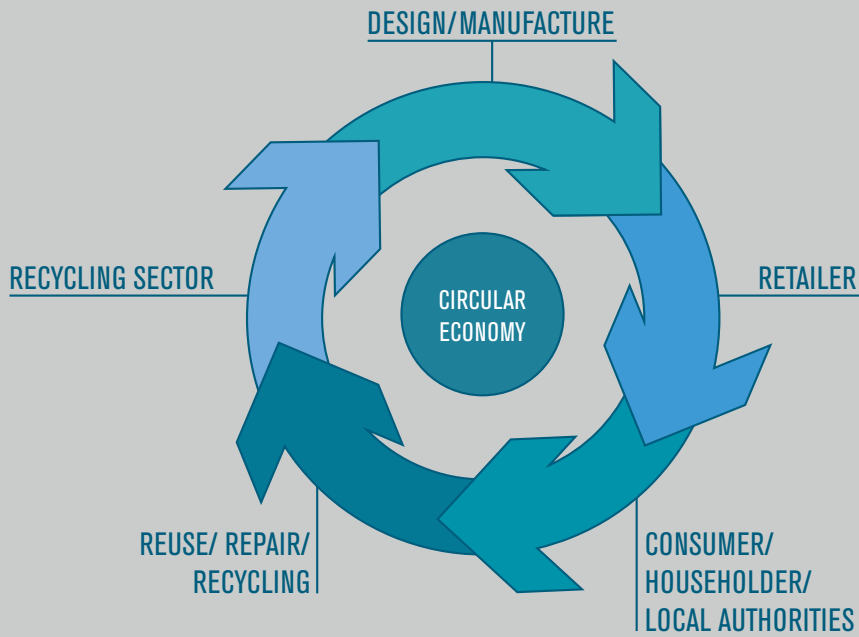 DESIGN/MANUFACTURE
RECYCLING SECTOR
CIRCULAR
ECONOMY
RETAILER
REUSE/ REPAIR/
RECYCLING
CONSUMER/
HOUSEHOLDER/
LOCAL AUTHORITIES